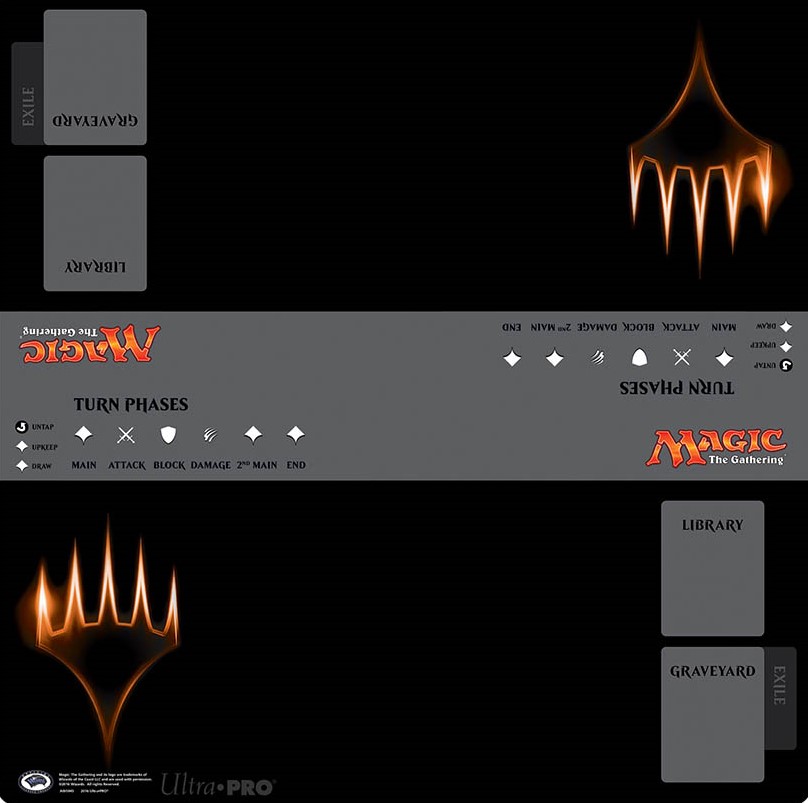 EXILE
GRAVEYARD
LIBRARY
MAGIC
The Gathering
TURN PHASES
UNTAP
UPKEEP
DRAW
MAIN ATTACK BLOCK DAMAGE 2ND MAIN END
TURN PHASES
UNTAP
UPKEEP
DRAW
MAIN ATTACK BLOCK DAMAGE 2ND MAIN END
MAGIC
The Gathering
LIBRARY
GRAVEYARD
EXILE
Magic: The Gathering and its logo are trademarks of
Wizards of the Coast LLC and are used with permission.
©2016 Wizards. All rights reserved.
2016 Ultra•PRO®
Ultra•PRO®